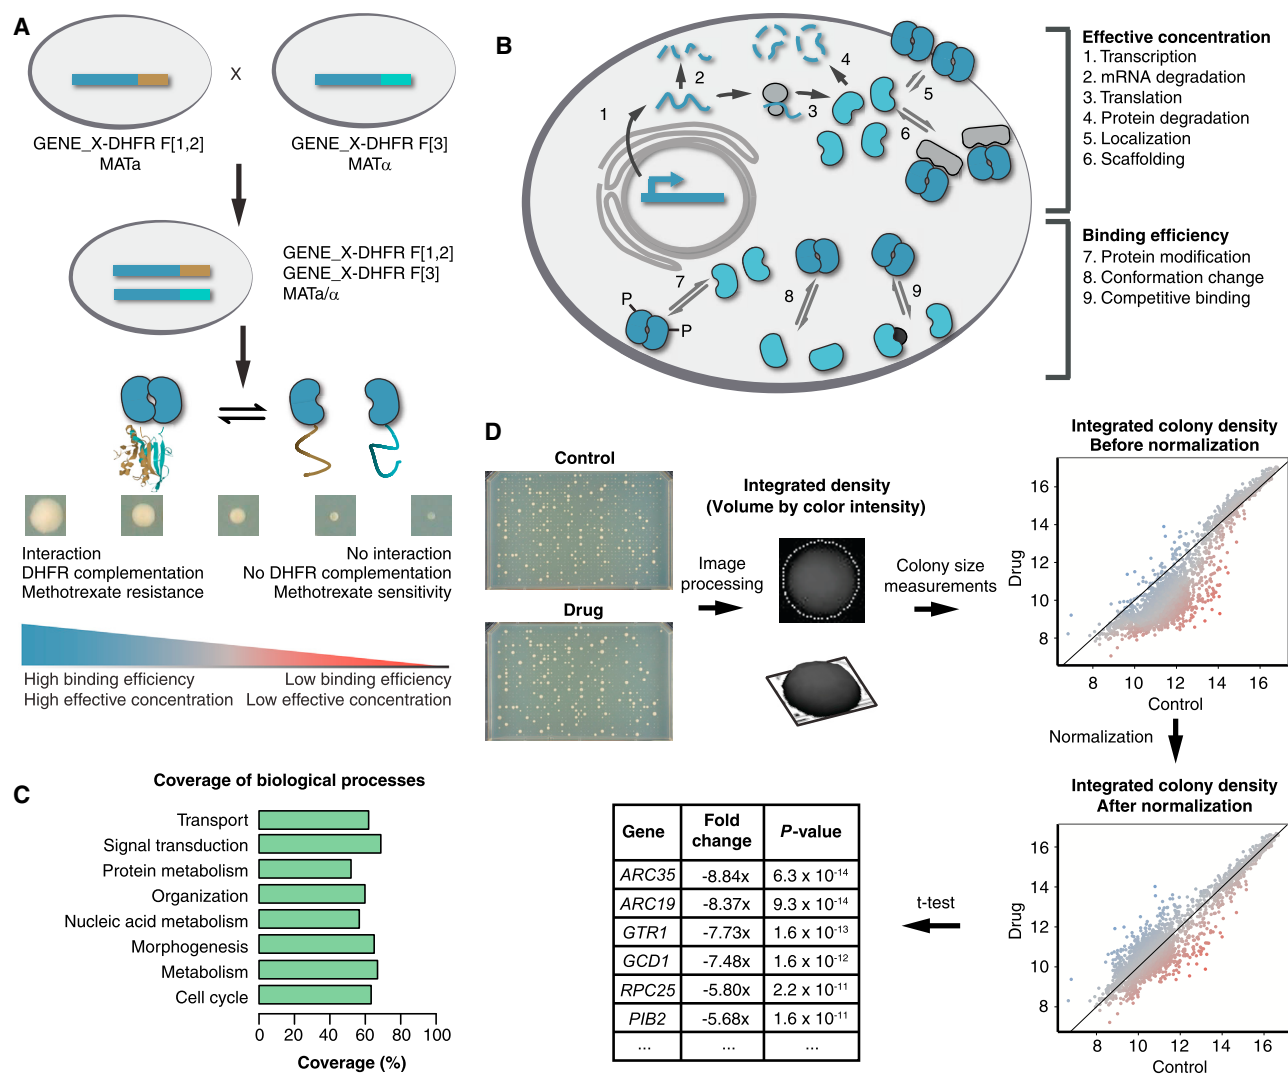 A
X
GENE_X-DHFR F[1,2]
MATa
GENE_X-DHFR F[3]
MATα
GENE_X-DHFR F[1,2]
GENE_X-DHFR F[3]
MATa/α
Interaction
DHFR complementation
Methotrexate resistance
No interaction
No DHFR complementation
Methotrexate sensitivity
High binding efficiency
High effective concentration
Low binding efficiency
Low effective concentration
B
1
2
3
4
5
6
7
8
9
P
P
Effective concentration
1. Transcription
2. mRNA degradation
3. Translation
4. Protein degradation
5. Localization
6. Scaffolding
Binding efficiency
7. Protein modification
8. Conformation change
9. Competitive binding
C
Coverage of biological processes
Transport
Signal transduction
Protein metabolism
Organization
Nucleic acid metabolism
Morphogenesis
Metabolism
Cell cycle
0 20 40 60 80 100
Coverage (%)
D
Control
Drug
Image
processing
Integrated density
(Volume by color intensity)
Colony size
measurements
Integrated colony density
Before normalization
16
14
12
10
8
Drug
8 10 12 14 16
Control
Normalization
Integrated colony density
After normalization
16
14
12
10
8
Drug
8 10 12 14 16
Control
t-test
Gene Fold change P-value
ARC35 -8.84x 6.3 x 10⁻¹⁴
ARC19 -8.37x 9.3 x 10⁻¹⁴
GTR1 -7.73x 1.6 x 10⁻¹³
GCD1 -7.48x 1.6 x 10⁻¹²
RPC25 -5.80x 2.2 x 10⁻¹¹
PIB2 -5.68x 1.6 x 10⁻¹¹
... ... ...